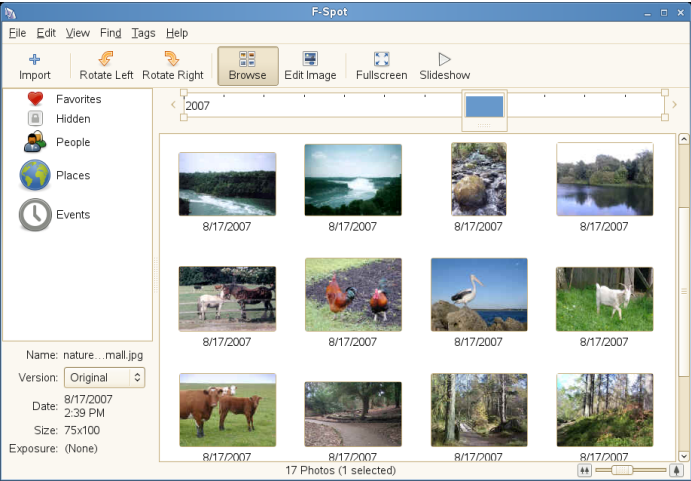 F-Spot
File Edit View Find Tags Help
Import Rotate Left Rotate Right Browse Edit Image Fullscreen Slideshow
Favorites
Hidden
People
Places
Events
2007
8/17/2007 8/17/2007 8/17/2007 8/17/2007
8/17/2007 8/17/2007 8/17/2007 8/17/2007
8/17/2007 8/17/2007 8/17/2007 8/17/2007
Name: nature...mall.jpg
Version: Original
Date: 8/17/2007
2:39 PM
Size: 75x100
Exposure: (None)
17 Photos (1 selected)